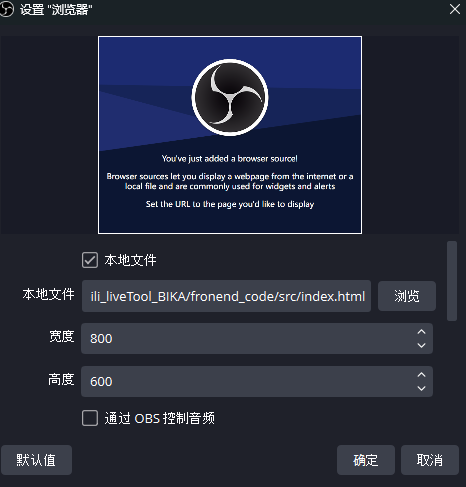 设置 "浏览器"
You've just added a browser source!
Browser sources let you display a webpage from the internet or a
local file and are commonly used for widgets and alerts
Set the URL to the page you'd like to display
本地文件
本地文件 ili_liveTool_BIKA/fronend_code/src/index.html 浏览
宽度 800
高度 600
通过 OBS 控制音频
默认值 确定 取消